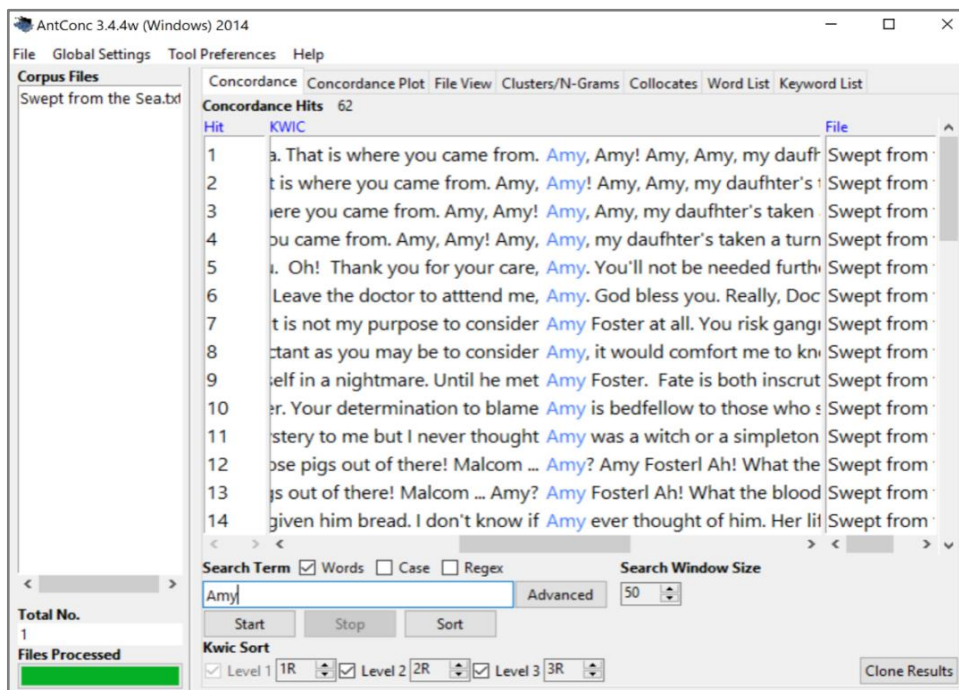 AntConc 3.4.4w (Windows) 2014
File Global Settings Tool Preferences Help
Corpus Files
Swept from the Sea.txt
Concordance Concordance Plot File View Clusters/N-Grams Collocates Word List Keyword List
Concordance Hits 62
Hit KWIC File
1 a. That is where you came from. Amy, Amy! Amy, Amy, my daufh Swept from
2 t is where you came from. Amy, Amy! Amy, Amy, my daufhter's t Swept from
3 ere you came from. Amy, Amy! Amy, Amy, my daufhter's taken Swept from
4 ou came from. Amy, Amy! Amy, Amy, my daufhter's taken a turn Swept from
5 u. Oh! Thank you for your care, Amy. You'll not be needed furth Swept from
6 Leave the doctor to atttend me, Amy. God bless you. Really, Doc Swept from
7 t is not my purpose to consider Amy Foster at all. You risk gangr Swept from
8 ctant as you may be to consider Amy, it would comfort me to kn Swept from
9 self in a nightmare. Until he met Amy Foster. Fate is both inscrut Swept from
10 er. Your determination to blame Amy is bedfellow to those who s Swept from
11 stery to me but I never thought Amy was a witch or a simpleton Swept from
12 ose pigs out of there! Malcom ... Amy? Amy Fosterl Ah! What the Swept from
13 gs out of there! Malcom ... Amy? Amy Fosterl Ah! What the blood Swept from
14 given him bread. I don't know if Amy ever thought of him. Her lif Swept from
Search Term Words Case Regex Search Window Size
Amy Advanced 50
Total No.
1
Start Stop Sort
Files Processed
Kwic Sort
Level 1 1R Level 2 2R Level 3 3R Clone Results